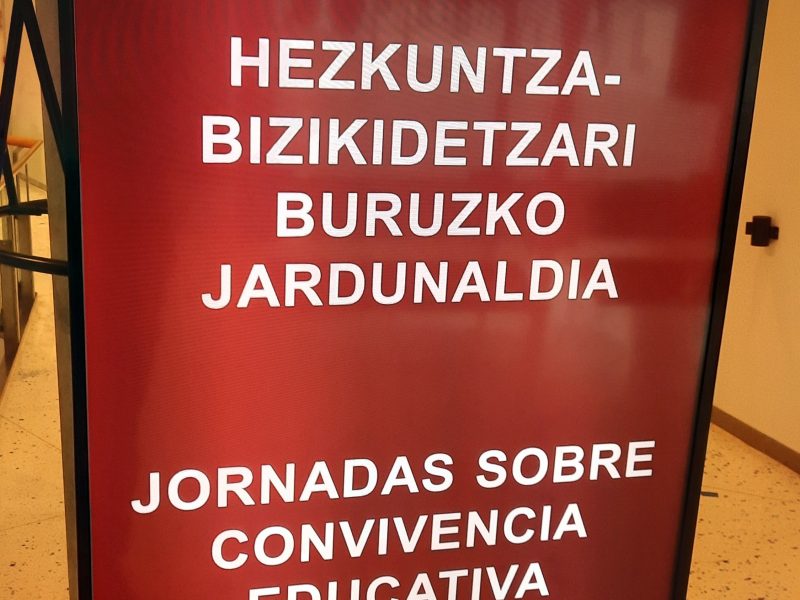 HEZKUNTZA-
BIZIKIDETZARI
BURUZKO
JARDUNALDIA
JORNADAS SOBRE
CONVIVENCIA
EDUCATIVA